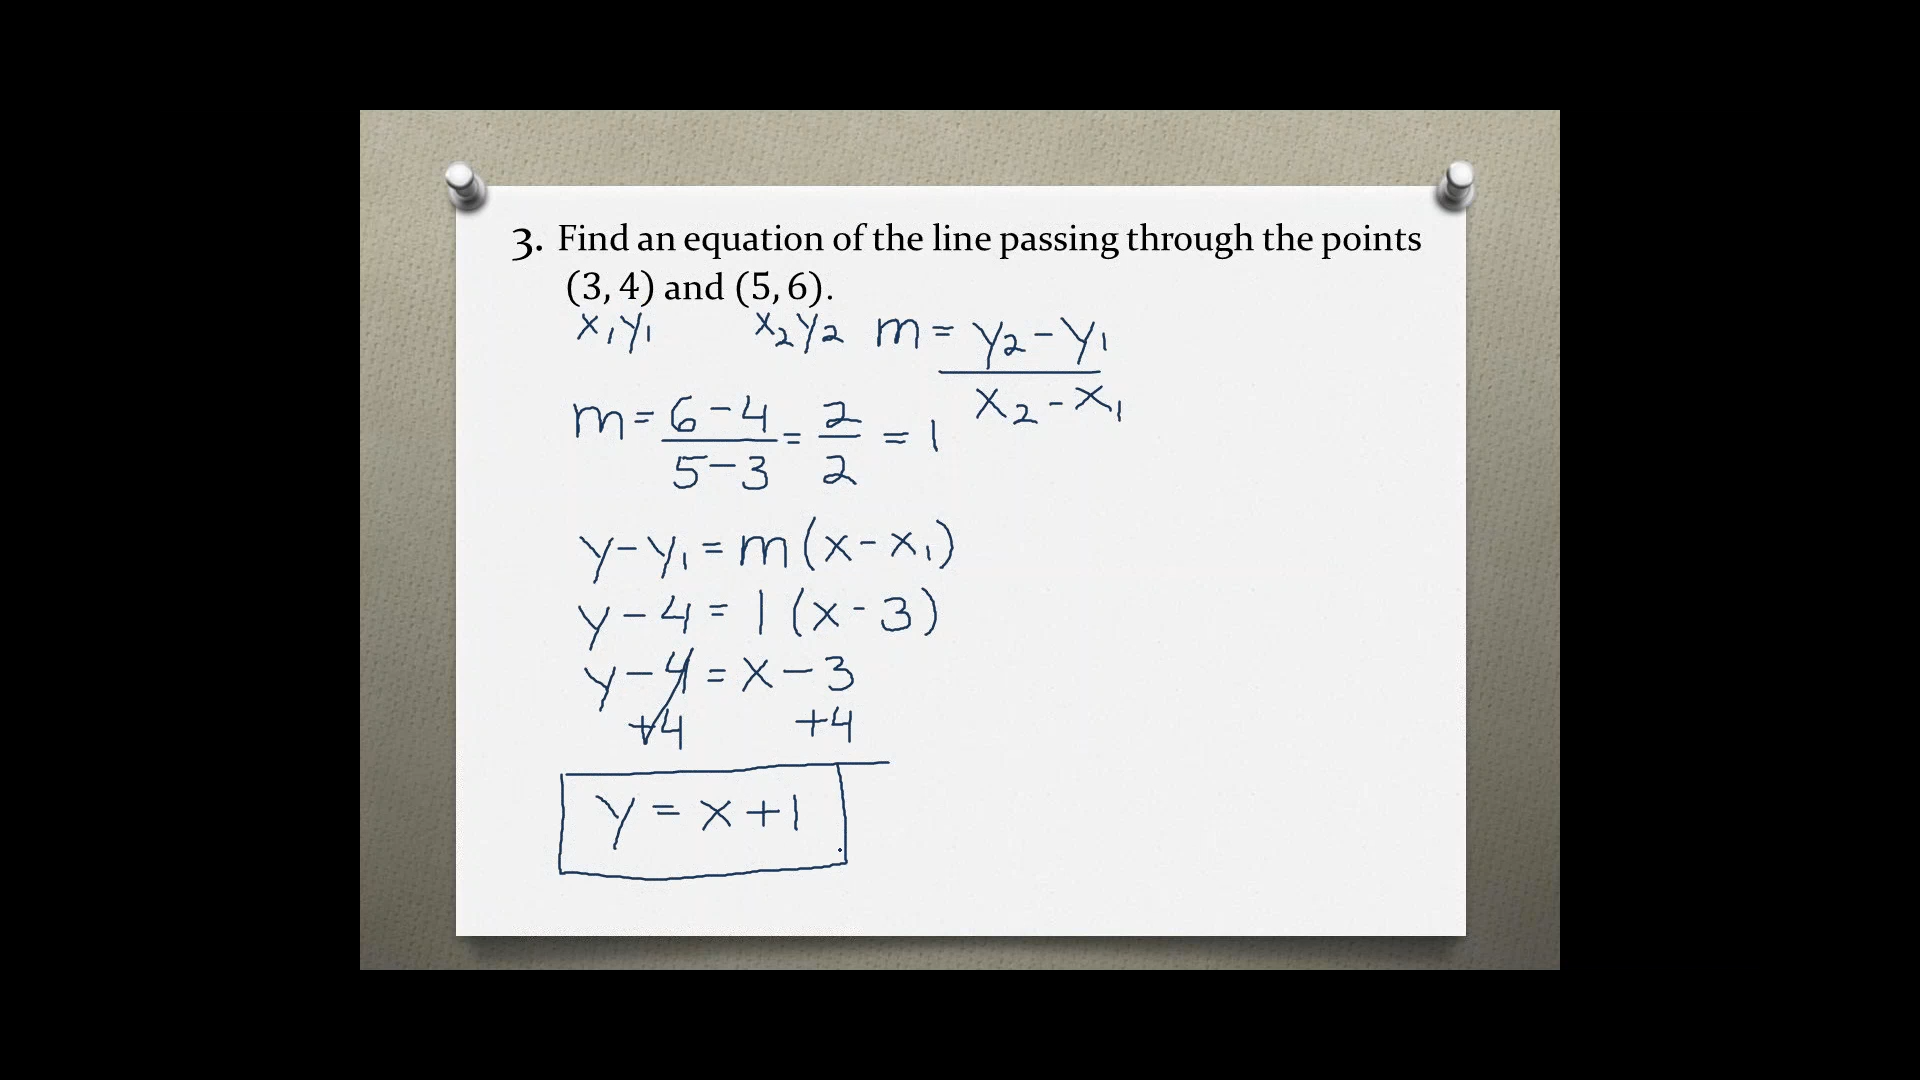 3. Find an equation of the line passing through the points
(3, 4) and (5, 6).
x₁y₁ x₂y₂ m = y₂-y₁
x₂-x₁
m = 6-4 = 2 = 1
5-3 2
y-y₁ = m(x-x₁)
y-4 = 1(x-3)
y-4 = x-3
+4 +4
y = x+1